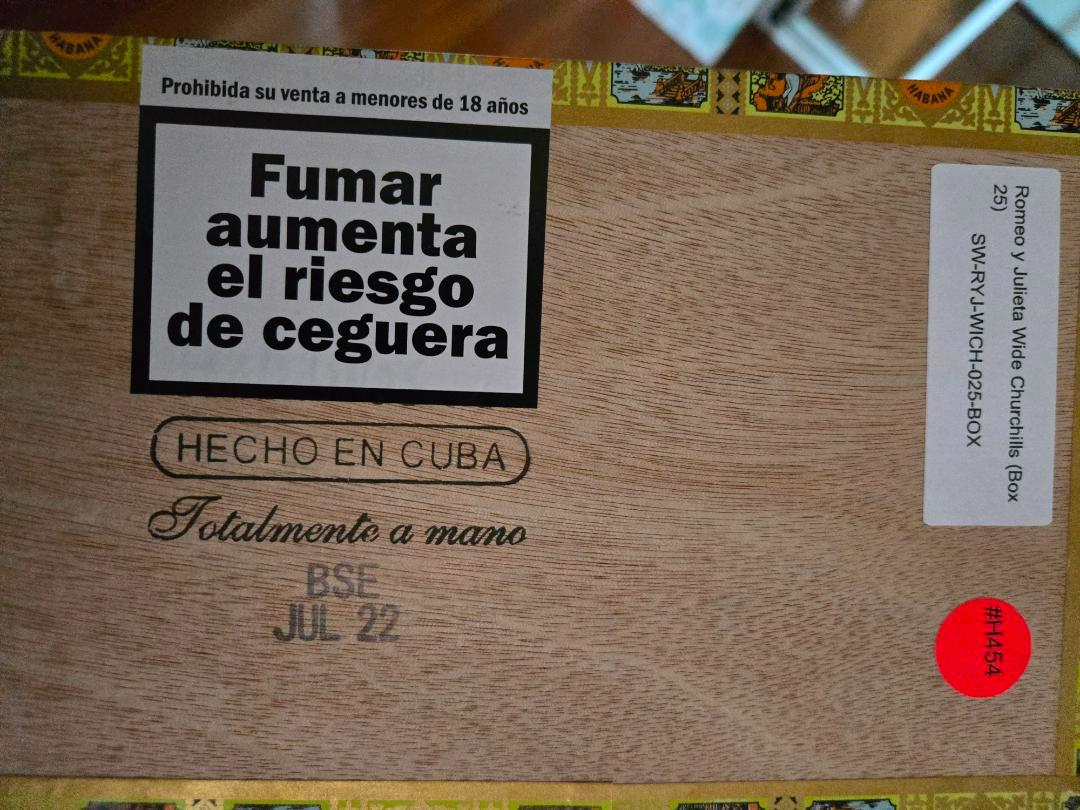 HABANA
HABANA
Prohibida su venta a menores de 18 años
Fumar
aumenta
el riesgo
de ceguera
HECHO EN CUBA
Totalmente a mano
BSE
JUL 22
Romeo y Julieta Wide Churchills (Box
25)
SW-RYJ-WICH-025-BOX
#H454